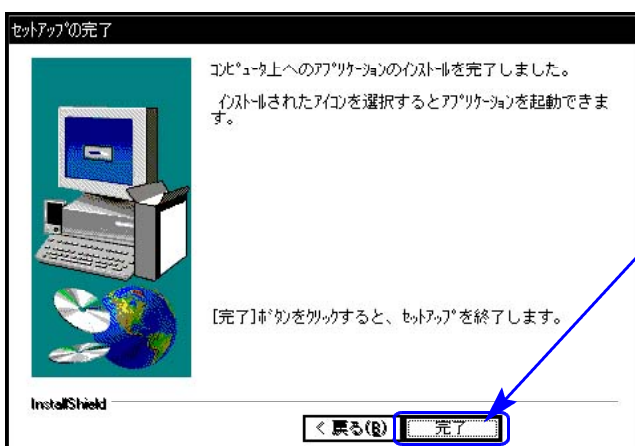 セットアップの完了
コンピュータ上へのアプリケーションのインストールを完了しました。
インストールされたアイコンを選択するとアプリケーションを起動できま
す。
[完了]ボタンをクリックすると、セットアップを終了します。
InstallShield
< 戻る(B) 完了